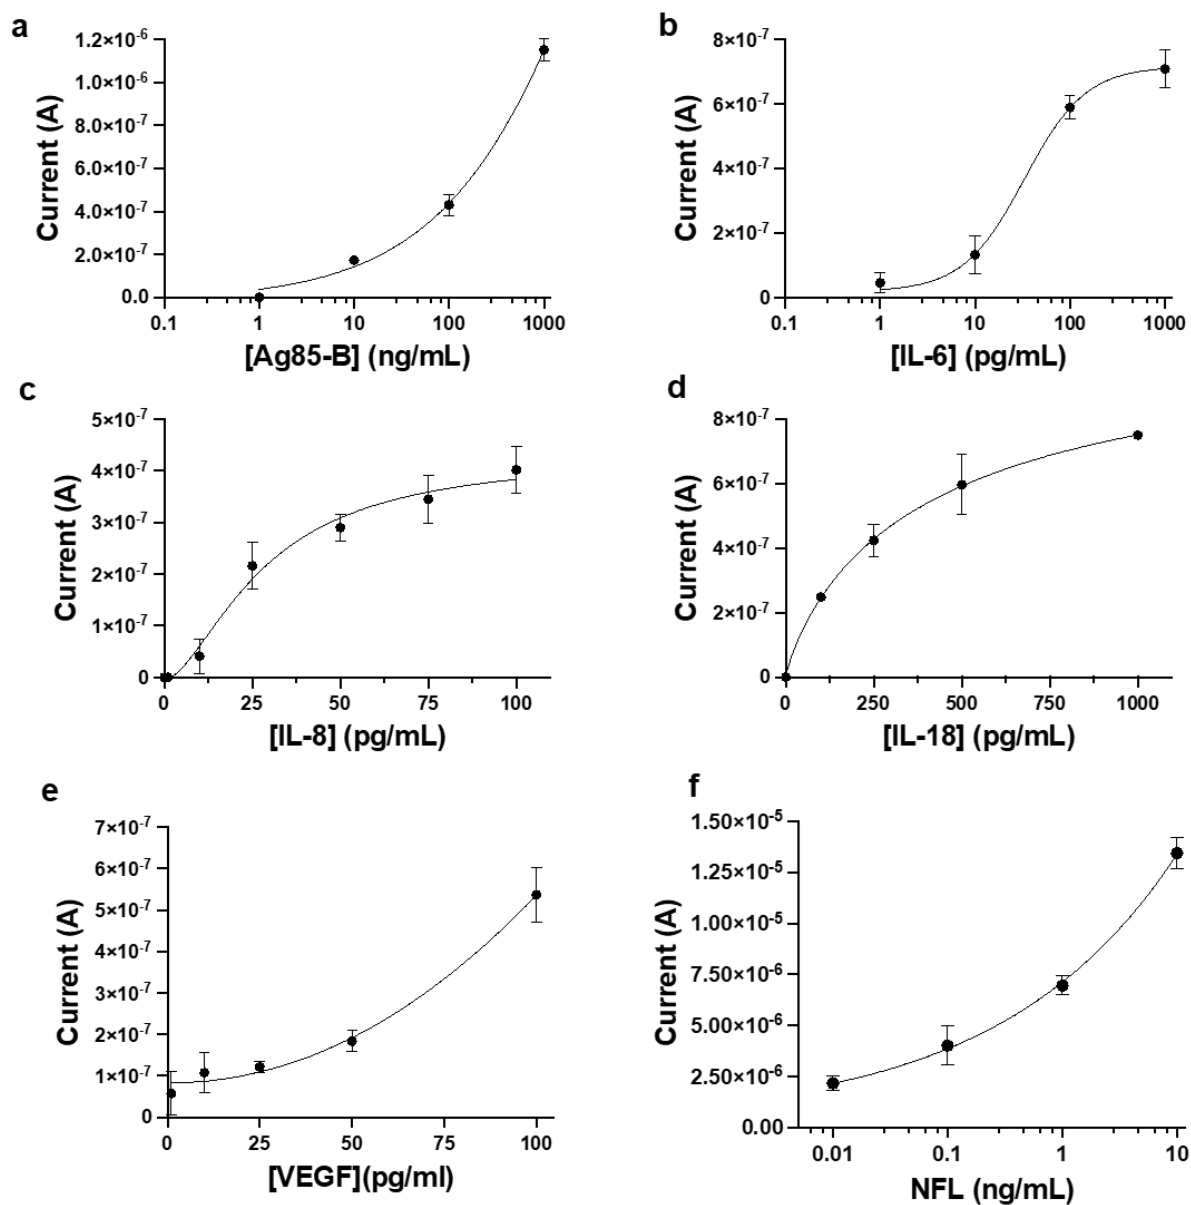 a
1.2×10⁻⁶
1.0×10⁻⁶
8.0×10⁻⁷
6.0×10⁻⁷
4.0×10⁻⁷
2.0×10⁻⁷
0.0
Current (A)
0.1 1 10 100 1000
[Ag85-B] (ng/mL)
b
8×10⁻⁷
6×10⁻⁷
4×10⁻⁷
2×10⁻⁷
0
Current (A)
0.1 1 10 100 1000
[IL-6] (pg/mL)
c
5×10⁻⁷
4×10⁻⁷
3×10⁻⁷
2×10⁻⁷
1×10⁻⁷
0
Current (A)
0 25 50 75 100
[IL-8] (pg/mL)
d
8×10⁻⁷
6×10⁻⁷
4×10⁻⁷
2×10⁻⁷
0
Current (A)
0 250 500 750 1000
[IL-18] (pg/mL)
e
7×10⁻⁷
6×10⁻⁷
5×10⁻⁷
4×10⁻⁷
3×10⁻⁷
2×10⁻⁷
1×10⁻⁷
0
Current (A)
0 25 50 75 100
[VEGF](pg/ml)
f
1.50×10⁻⁵
1.25×10⁻⁵
1.00×10⁻⁵
7.50×10⁻⁶
5.00×10⁻⁶
2.50×10⁻⁶
0.00
Current (A)
0.01 0.1 1 10
NFL (ng/mL)